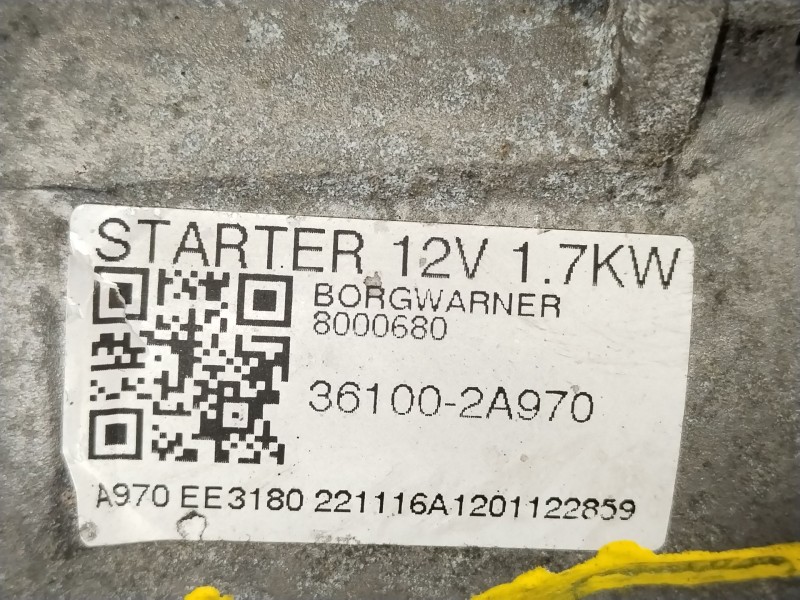 STARTER 12V 1.7KW
BORGWARNER
8000680
36100-2A970
A970 EE3180 221116A1201122859